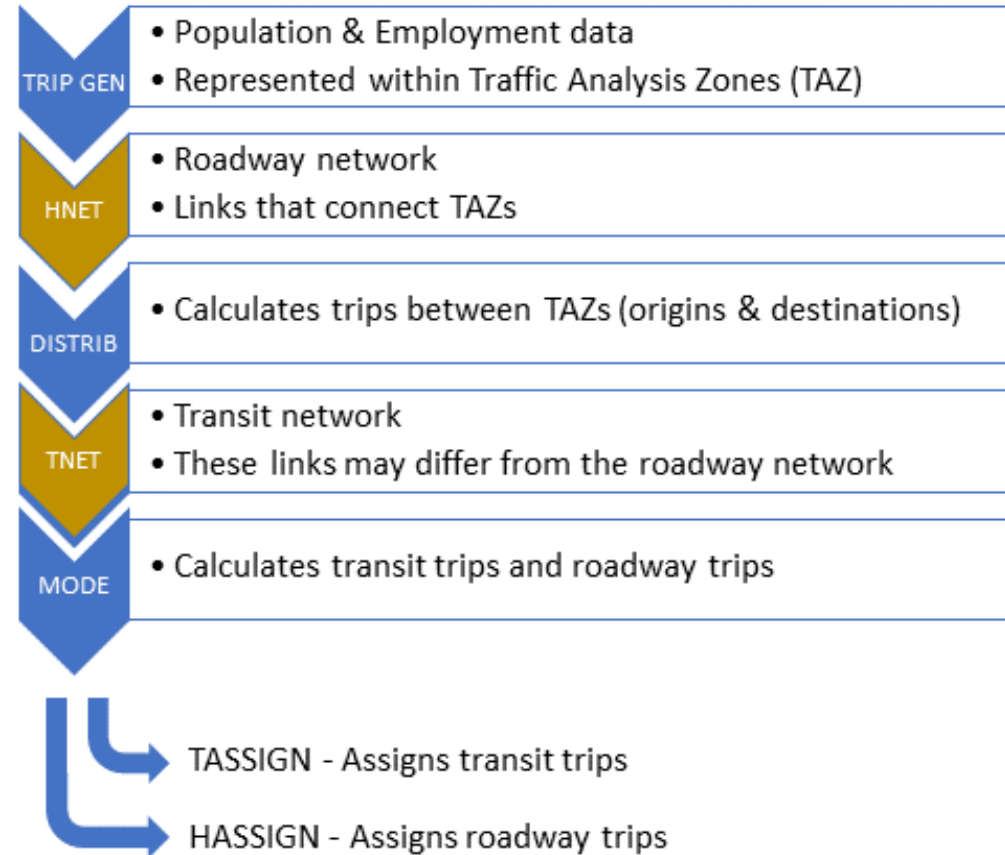 TRIP GEN
• Population & Employment data
• Represented within Traffic Analysis Zones (TAZ)
HNET
• Roadway network
• Links that connect TAZs
DISTRIB
• Calculates trips between TAZs (origins & destinations)
TNET
• Transit network
• These links may differ from the roadway network
MODE
• Calculates transit trips and roadway trips
TASSIGN - Assigns transit trips
HASSIGN - Assigns roadway trips